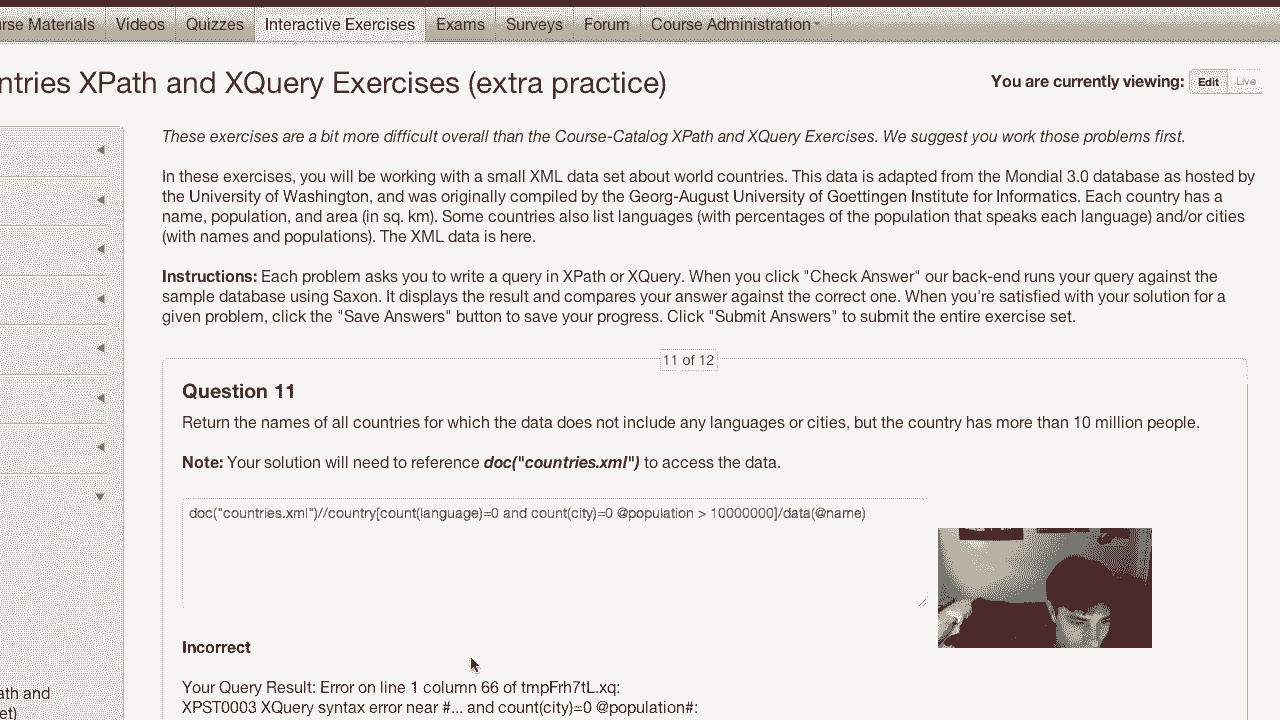 rse Materials Videos Quizzes Interactive Exercises Exams Surveys Forum Course Administration
ntries XPath and XQuery Exercises (extra practice)
You are currently viewing: Edit Live
These exercises are a bit more difficult overall than the Course-Catalog XPath and XQuery Exercises. We suggest you work those problems first.
In these exercises, you will be working with a small XML data set about world countries. This data is adapted from the Mondial 3.0 database as hosted by
the University of Washington, and was originally compiled by the Georg-August University of Goettingen Institute for Informatics. Each country has a
name, population, and area (in sq. km). Some countries also list languages (with percentages of the population that speaks each language) and/or cities
(with names and populations). The XML data is here.
Instructions: Each problem asks you to write a query in XPath or XQuery. When you click "Check Answer" our back-end runs your query against the
sample database using Saxon. It displays the result and compares your answer against the correct one. When you're satisfied with your solution for a
given problem, click the "Save Answers" button to save your progress. Click "Submit Answers" to submit the entire exercise set.
11 of 12
Question 11
Return the names of all countries for which the data does not include any languages or cities, but the country has more than 10 million people.
Note: Your solution will need to reference doc("countries.xml") to access the data.
doc("countries.xml")//country[count(language)=0 and count(city)=0 @population > 10000000]/data(@name)
Incorrect
Your Query Result: Error on line 1 column 66 of tmpFrh7tL.xq:
XPST0003 XQuery syntax error near #... and count(city)=0 @population#:
ath and
et)